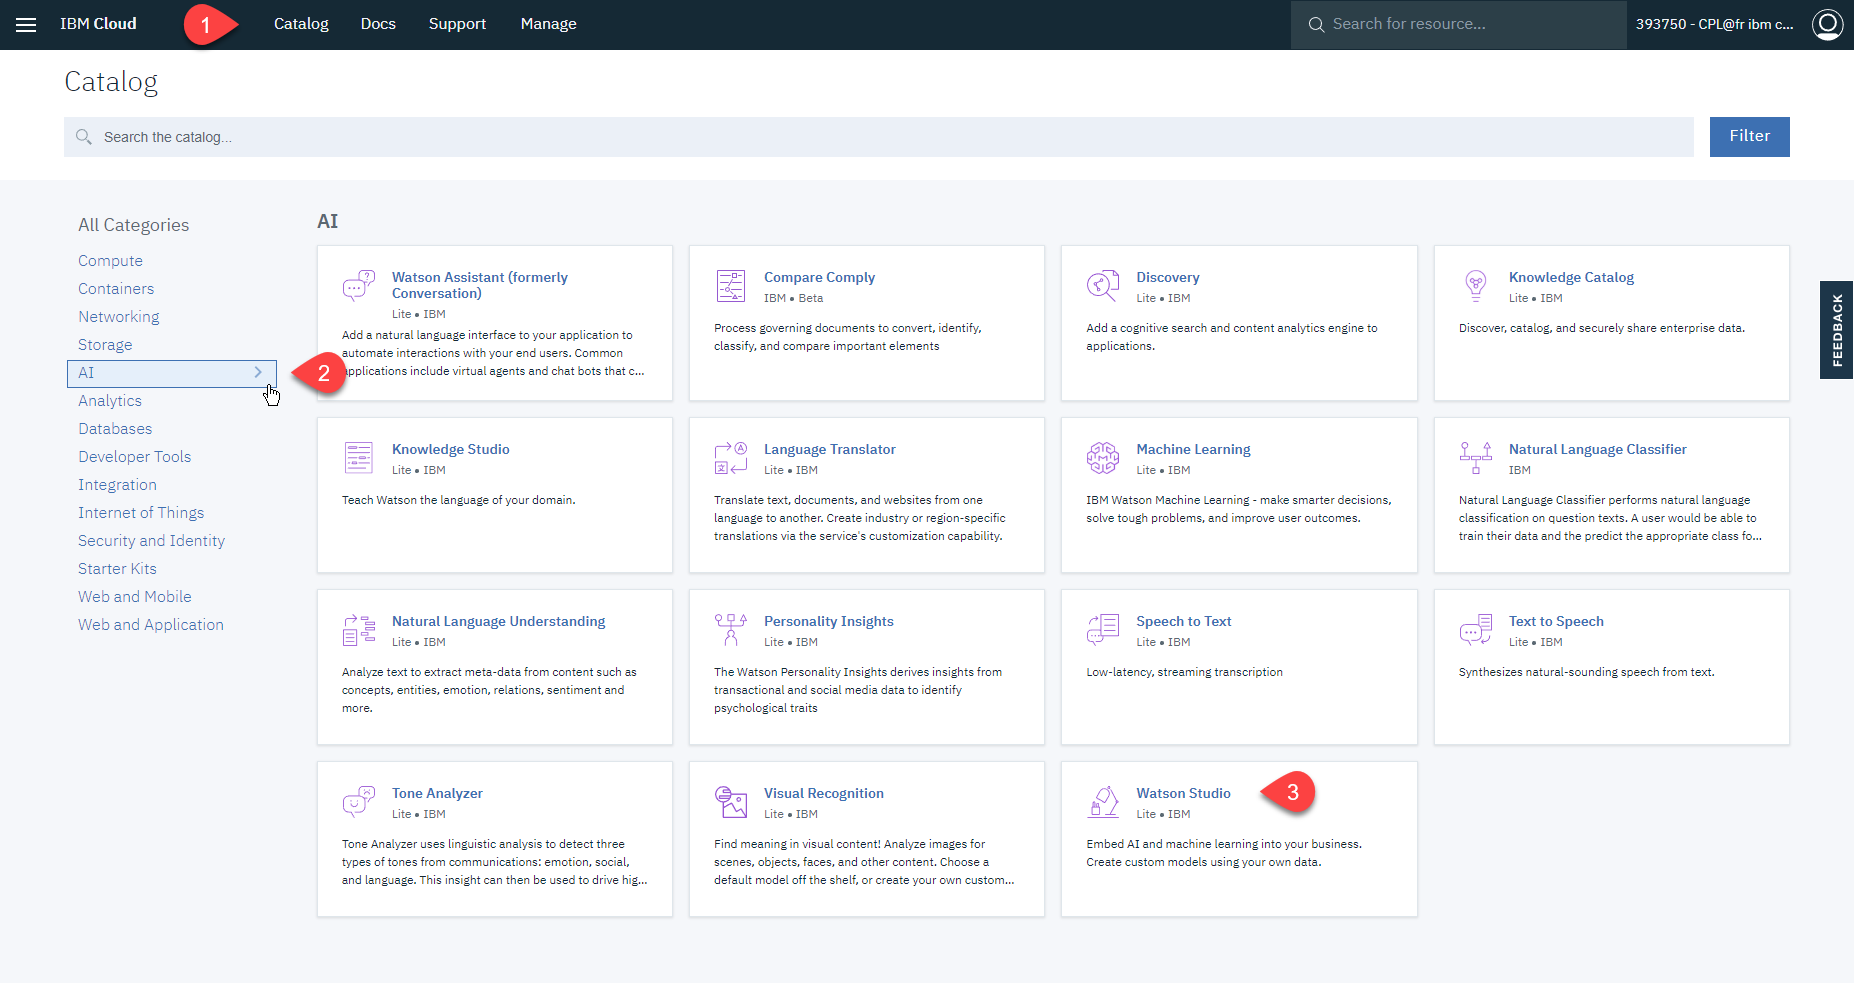 IBM Cloud
1
Catalog
Docs
Support
Manage
Search for resource...
393750 - CPL@fr ibm c...
Catalog
Search the catalog...
Filter
All Categories
Compute
Containers
Networking
Storage
AI
2
Analytics
Databases
Developer Tools
Integration
Internet of Things
Security and Identity
Starter Kits
Web and Mobile
Web and Application
AI
Watson Assistant (formerly
Conversation)
Lite • IBM
Add a natural language interface to your application to
automate interactions with your end users. Common
applications include virtual agents and chat bots that c...
Compare Comply
IBM • Beta
Process governing documents to convert, identify,
classify, and compare important elements
Discovery
Lite • IBM
Add a cognitive search and content analytics engine to
applications.
Knowledge Catalog
Lite • IBM
Discover, catalog, and securely share enterprise data.
FEEDBACK
Knowledge Studio
Lite • IBM
Teach Watson the language of your domain.
Language Translator
Lite • IBM
Translate text, documents, and websites from one
language to another. Create industry or region-specific
translations via the service's customization capability.
Machine Learning
Lite • IBM
IBM Watson Machine Learning - make smarter decisions,
solve tough problems, and improve user outcomes.
Natural Language Classifier
IBM
Natural Language Classifier performs natural language
classification on question texts. A user would be able to
train their data and the predict the appropriate class fo...
Natural Language Understanding
Lite • IBM
Analyze text to extract meta-data from content such as
concepts, entities, emotion, relations, sentiment and
more.
Personality Insights
Lite • IBM
The Watson Personality Insights derives insights from
transactional and social media data to identify
psychological traits
Speech to Text
Lite • IBM
Low-latency, streaming transcription
Text to Speech
Lite • IBM
Synthesizes natural-sounding speech from text.
Tone Analyzer
Lite • IBM
Tone Analyzer uses linguistic analysis to detect three
types of tones from communications: emotion, social,
and language. This insight can then be used to drive hig...
Visual Recognition
Lite • IBM
Find meaning in visual content! Analyze images for
scenes, objects, faces, and other content. Choose a
default model off the shelf, or create your own custom...
Watson Studio
3
Lite • IBM
Embed AI and machine learning into your business.
Create custom models using your own data.